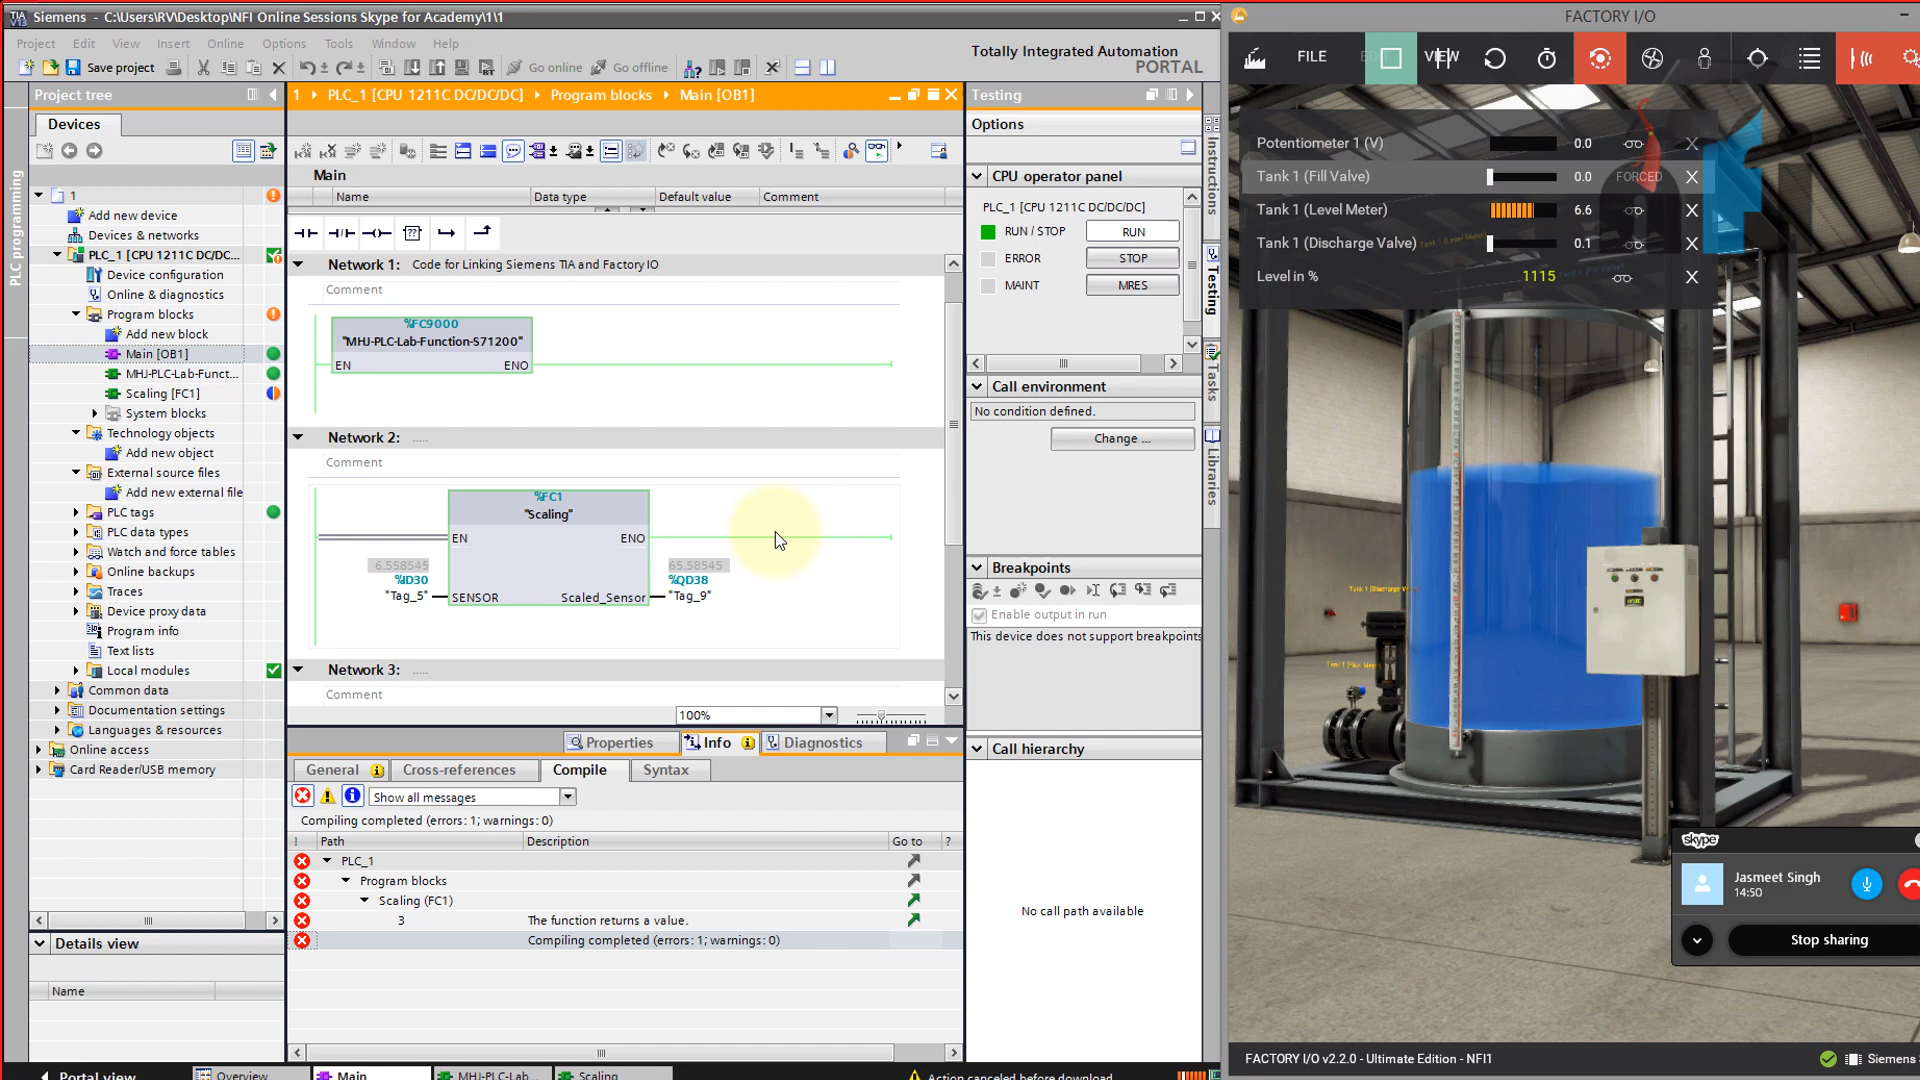 Siemens - C:\Users\RV\Desktop\NFI Online Sessions Skype for Academy\1\1
Project Edit View Insert Online Options Tools Window Help
Save project
Go online
Go offline
Totally Integrated Automation
PORTAL
PLC programming
Project tree
Devices
1
Add new device
Devices & networks
PLC_1 [CPU 1211C DC/DC/DC...
Device configuration
Online & diagnostics
Program blocks
Add new block
Main [OB1]
MHJ-PLC-Lab-Funct...
Scaling [FC1]
System blocks
Technology objects
Add new object
External source files
Add new external file
PLC tags
PLC data types
Watch and force tables
Online backups
Traces
Device proxy data
Program info
Text lists
Local modules
Common data
Documentation settings
Languages & resources
Online access
Card Reader/USB memory
Details view
Name
1 PLC_1 [CPU 1211C DC/DC/DC] Program blocks Main [OB1]
Main
Name Data type Default value Comment
Network 1: Code for Linking Siemens TIA and Factory IO
Comment
%FC9000
"MHJ-PLC-Lab-Function-S71200"
EN ENO
Network 2: .....
Comment
%FC1
"Scaling"
EN ENO
6.558545 65.58545
%ID30 %QD38
"Tag_5" SENSOR Scaled_Sensor "Tag_9"
Network 3: .....
Comment
100%
Properties Info Diagnostics
General Cross-references Compile Syntax
Show all messages
Compiling completed (errors: 1; warnings: 0)
! Path Description Go to ?
PLC_1
Program blocks
Scaling (FC1)
3 The function returns a value.
Compiling completed (errors: 1; warnings: 0)
Testing
Options
CPU operator panel
PLC_1 [CPU 1211C DC/DC/DC]
RUN / STOP RUN
ERROR STOP
MAINT MRES
Call environment
No condition defined.
Change ...
Breakpoints
Enable output in run
This device does not support breakpoints
Call hierarchy
No call path available
Instructions
Testing
Tasks
Libraries
Portal view
Overview
Main
MHJ-PLC-Lab...
Scaling
Action canceled before download
FACTORY I/O
FILE VIEW
Potentiometer 1 (V) 0.0
Tank 1 (Fill Valve) 0.0 FORCED
Tank 1 (Level Meter) 6.6
Tank 1 (Discharge Valve) 0.1
Level in % 1115
skype
Jasmeet Singh
14:50
Stop sharing
FACTORY I/O v2.2.0 - Ultimate Edition - NFI1
Siemens